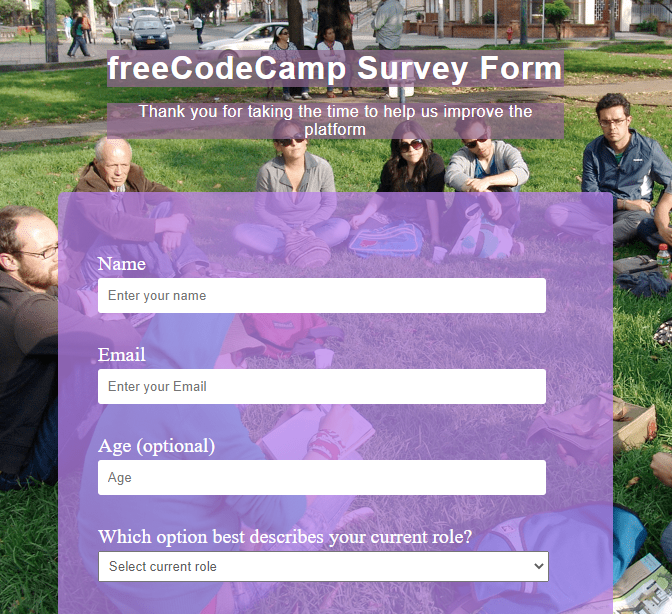 freeCodeCamp Survey Form
Thank you for taking the time to help us improve the
platform
Name
Enter your name
Email
Enter your Email
Age (optional)
Age
Which option best describes your current role?
Select current role